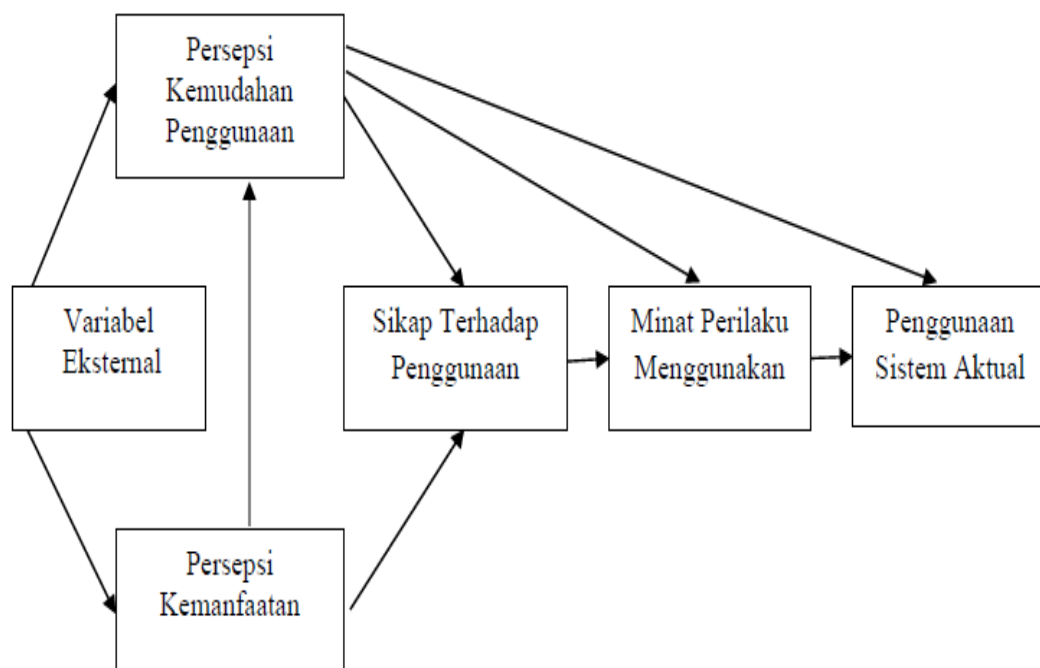 Persepsi
Kemudahan
Penggunaan
Variabel
Eksternal
Sikap Terhadap
Penggunaan
Minat Perilaku
Menggunakan
Penggunaan
Sistem Aktual
Persepsi
Kemanfaatan